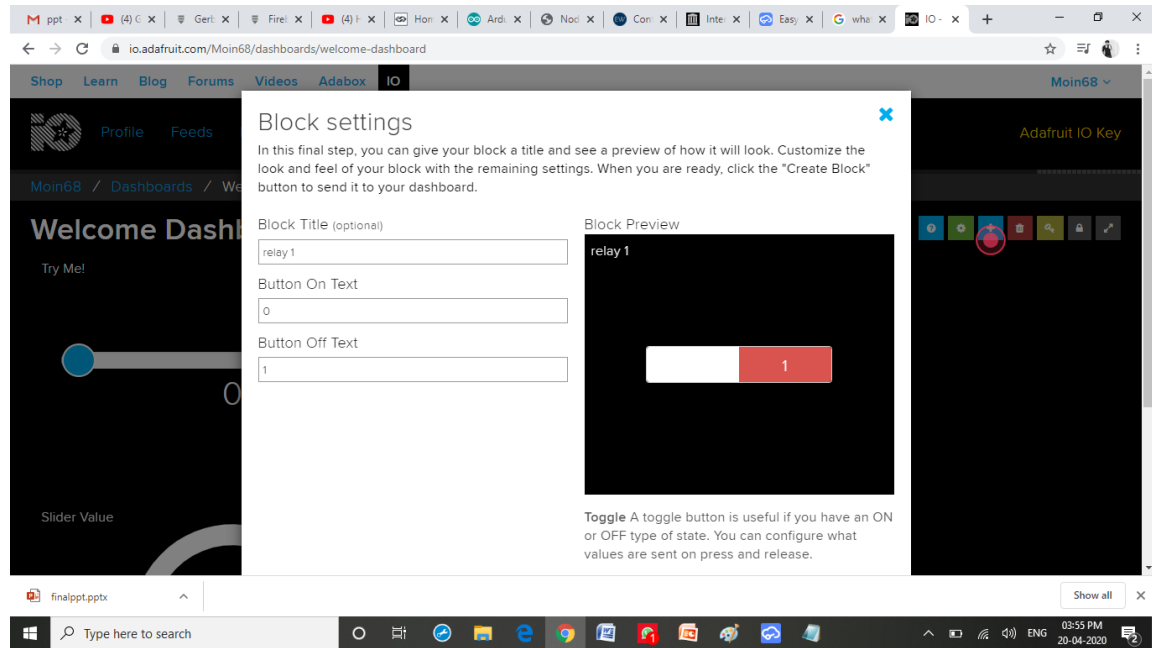 ppt
(4) G
Gerb
Firel
(4) H
Hom
Ardu
Nod
Con
Inte
Easy
wha
IO -
io.adafruit.com/Moin68/dashboards/welcome-dashboard
Shop Learn Blog Forums Videos Adabox IO Moin68
Profile Feeds Adafruit IO Key
Moin68 / Dashboards / We
Welcome Dashb
Try Me!
0
Slider Value
Block settings
In this final step, you can give your block a title and see a preview of how it will look. Customize the
look and feel of your block with the remaining settings. When you are ready, click the "Create Block"
button to send it to your dashboard.
Block Title (optional)
relay 1
Button On Text
0
Button Off Text
1
Block Preview
relay 1
1
Toggle A toggle button is useful if you have an ON
or OFF type of state. You can configure what
values are sent on press and release.
finalppt.pptx
Show all
Type here to search
ENG
03:55 PM
20-04-2020
2